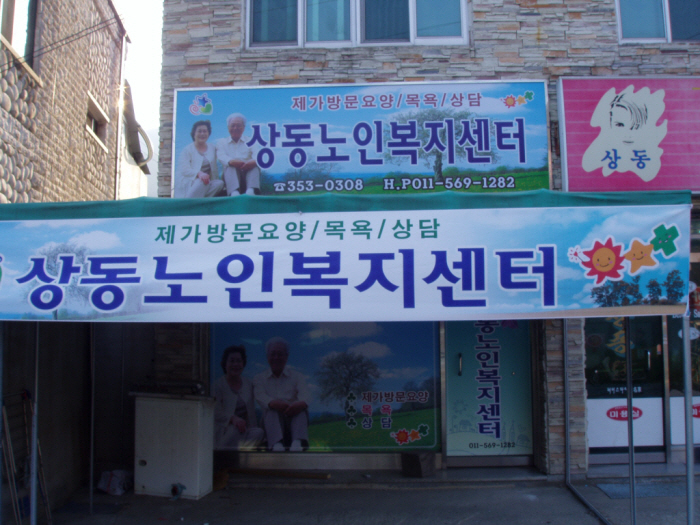 제가방문요양/목욕/상담
상동노인복지센터
☎353-0308 H.P011-569-1282
상동
제가방문요양/목욕/상담
상동노인복지센터
제가방문요양
목욕
상담
동노인복지센터
011-569-1282
미용실